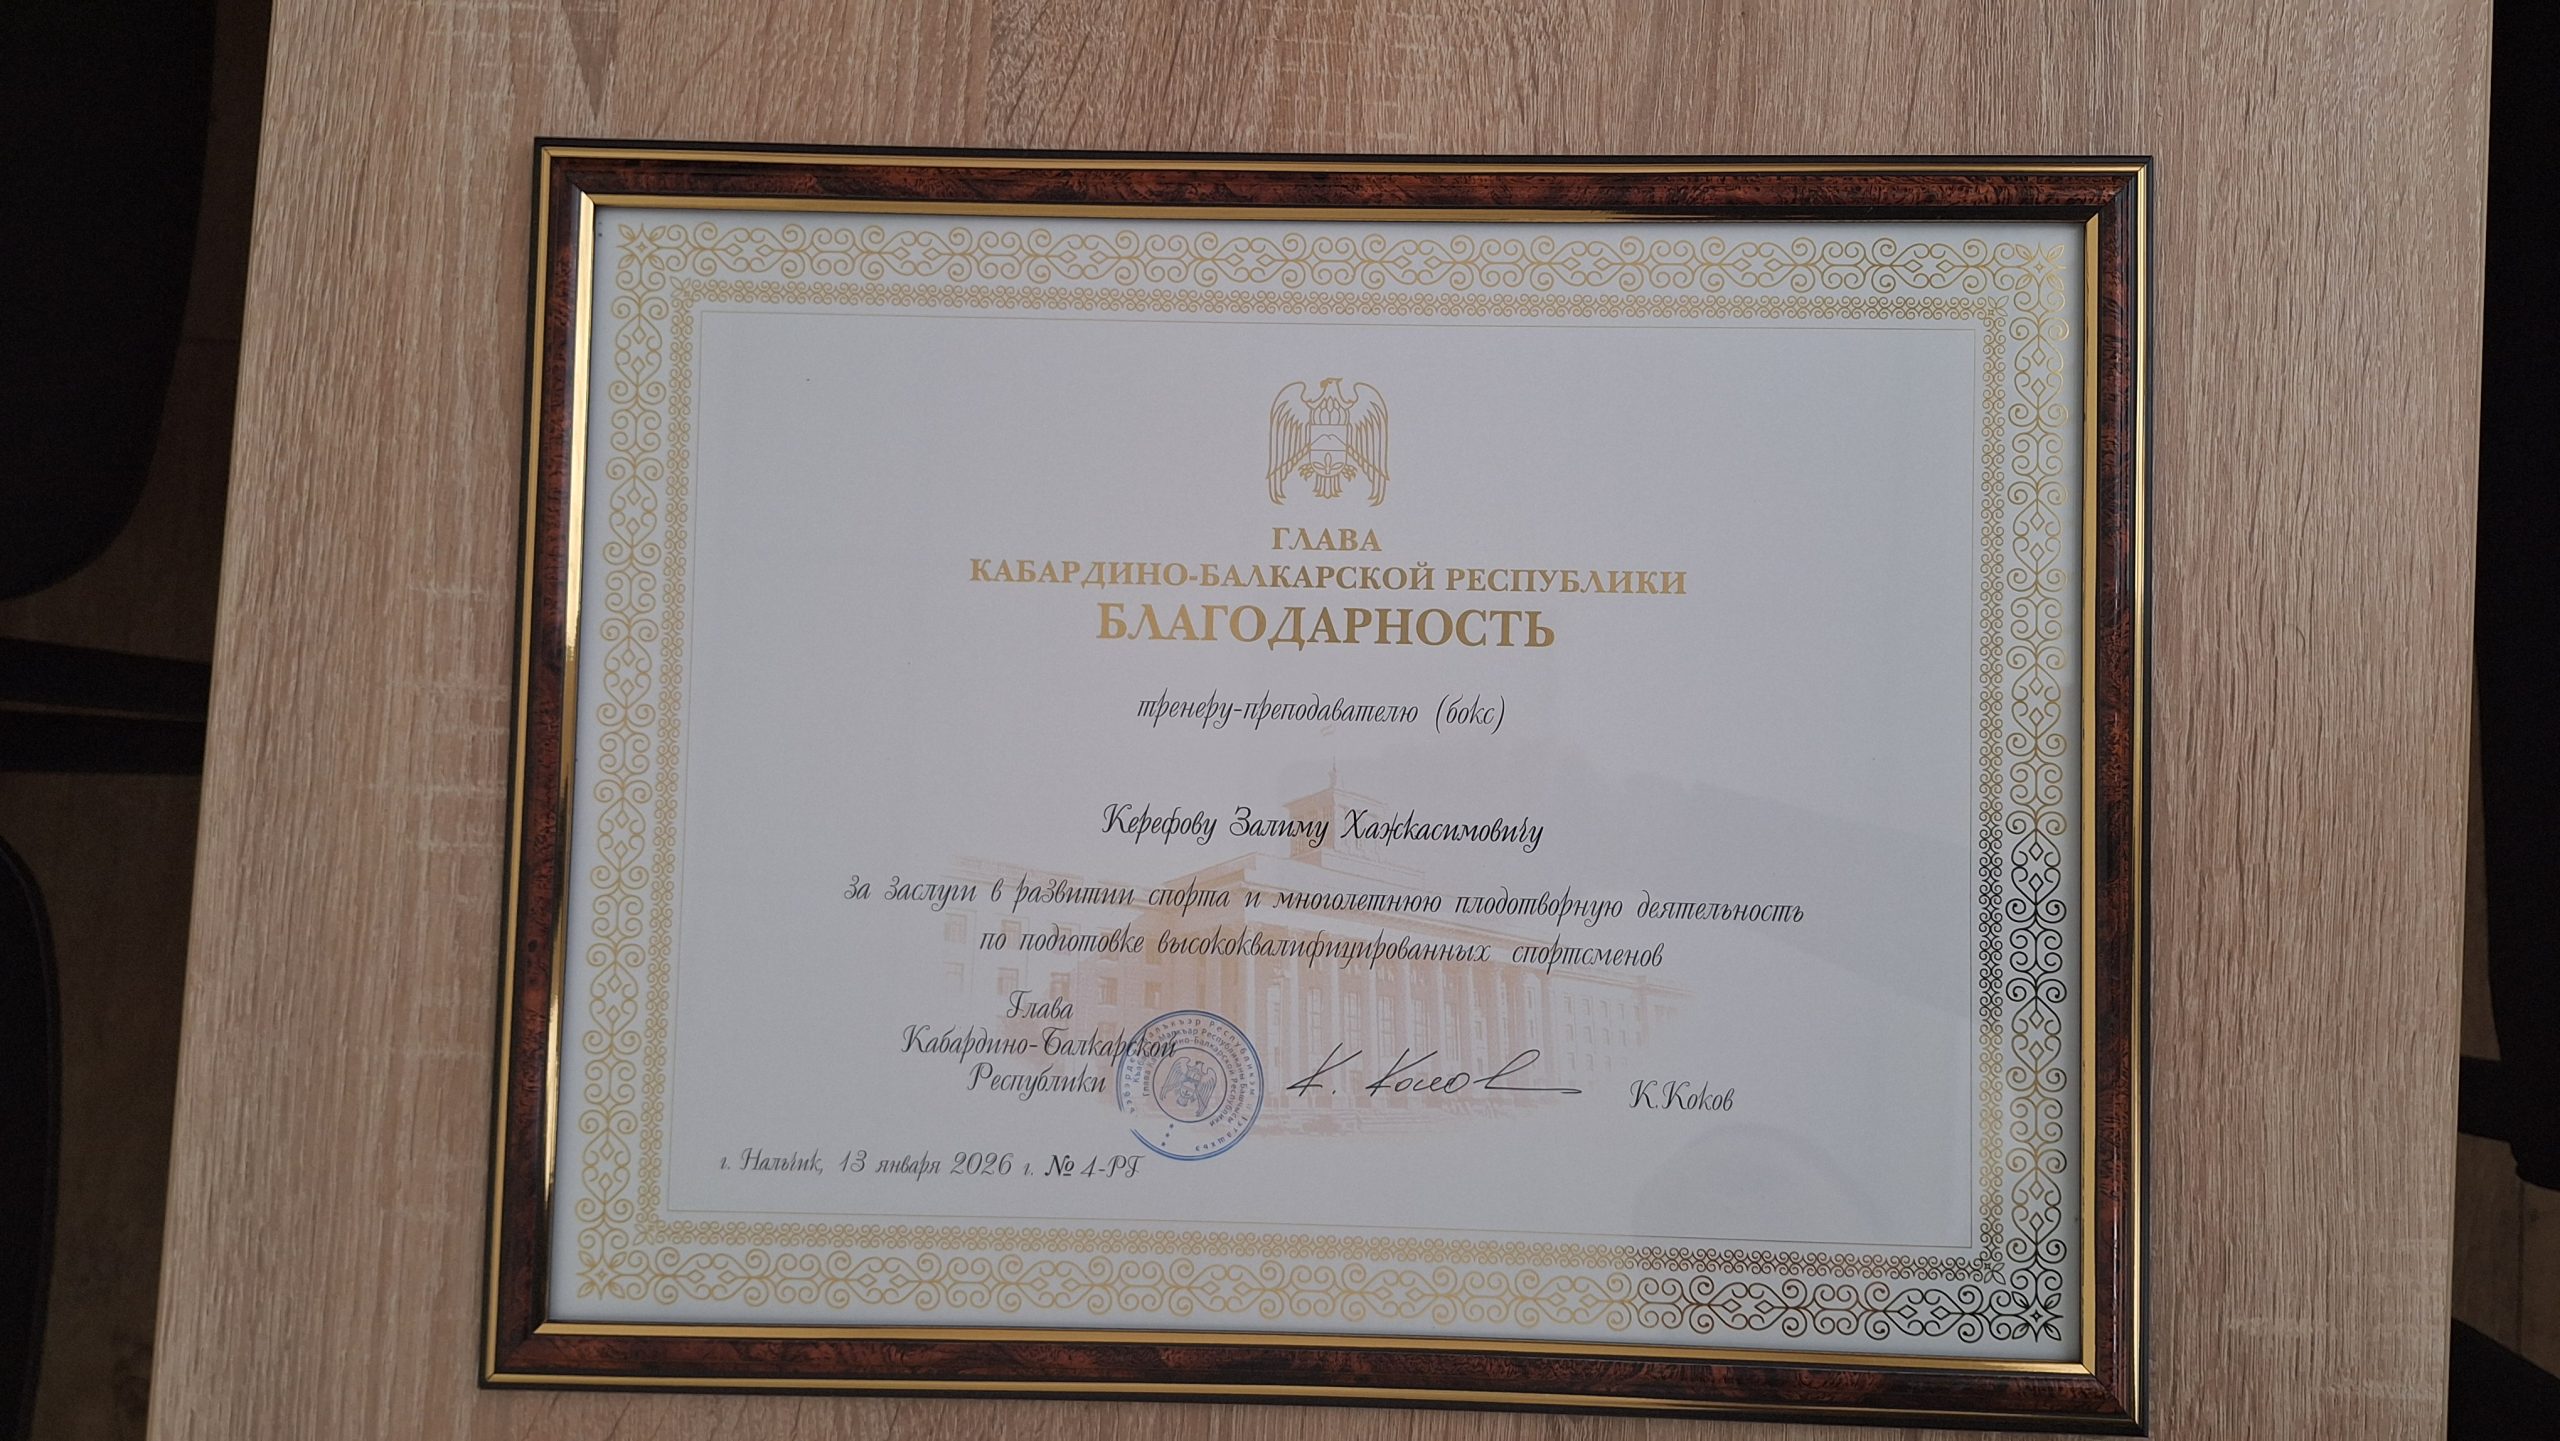 ГЛАВА
КАБАРДИНО-БАЛКАРСКОЙ РЕСПУБЛИКИ
БЛАГОДАРНОСТЬ
тренеру-преподавателю (бокс)
Керефову Залиму Хажкасимовичу
за заслуги в развитии спорта и многолетнюю плодотворную деятельность
по подготовке высококвалифицированных спортсменов
Глава
Кабардино-Балкарской
Республики
К.Коков
г. Нальчик, 13 января 2026 г. № 4-РГ